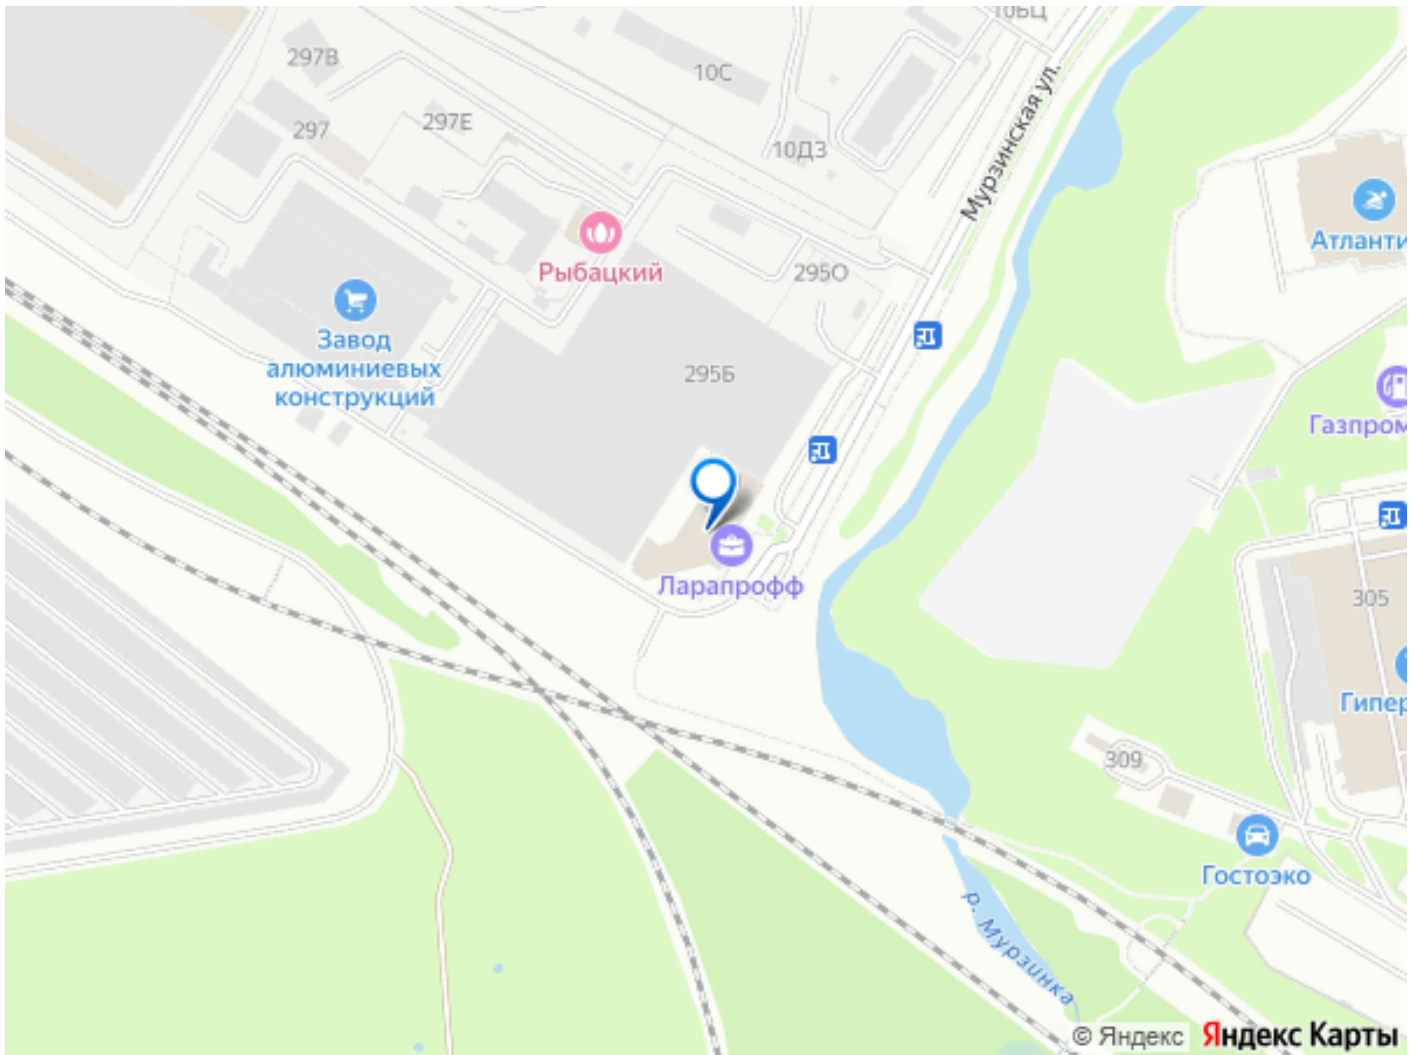 10БЦ
297В
10С
Мурзинская ул.
297Е
297
10Д3
Атланти
Рыбацкий
295О
Завод
алюминиевых
конструкций
295Б
Газпром
Ларапрофф
305
Гипер
309
Гостоэко
р. Мурзинка
© Яндекс Яндекс Карты